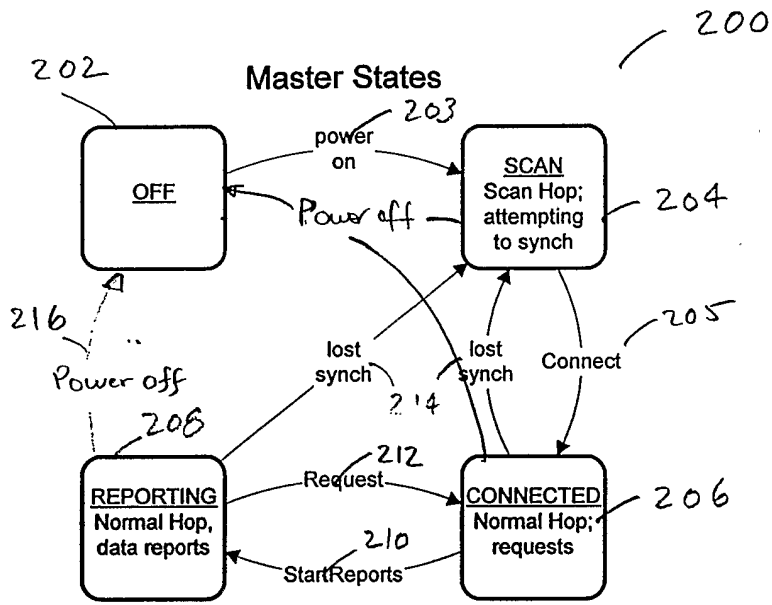 200
202
Master States
203
power
on
OFF
SCAN
Scan Hop;
attempting
to synch
204
Power off
216
Power off
lost
synch
214
lost
synch
Connect
205
208
REPORTING
Normal Hop,
data reports
Request
212
CONNECTED
Normal Hop;
requests
206
210
StartReports